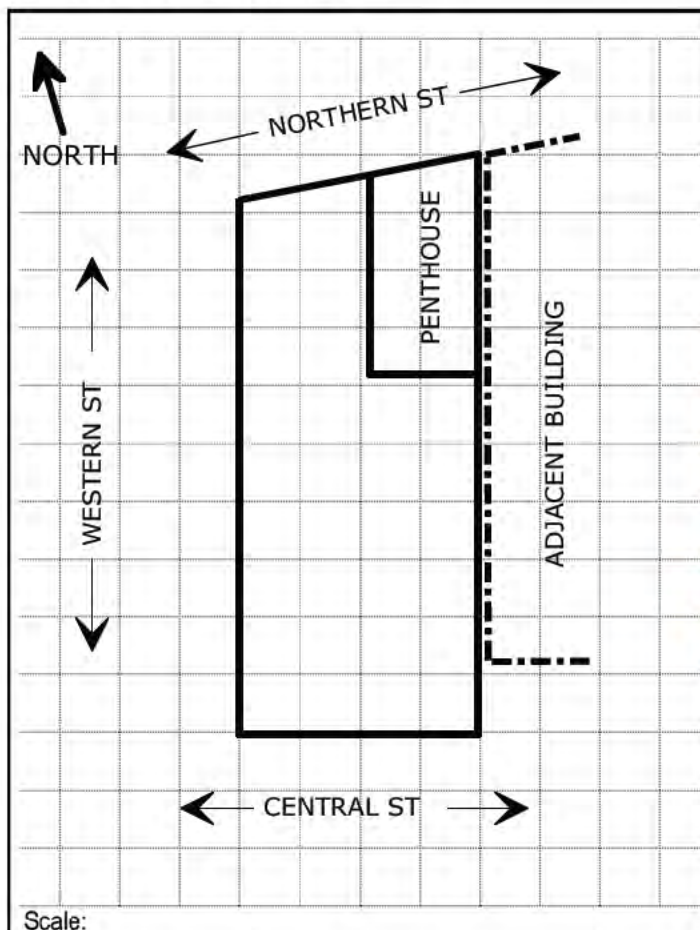 NORTHERN ST
NORTH
PENTHOUSE
ADJACENT BUILDING
WESTERN ST
CENTRAL ST
Scale: